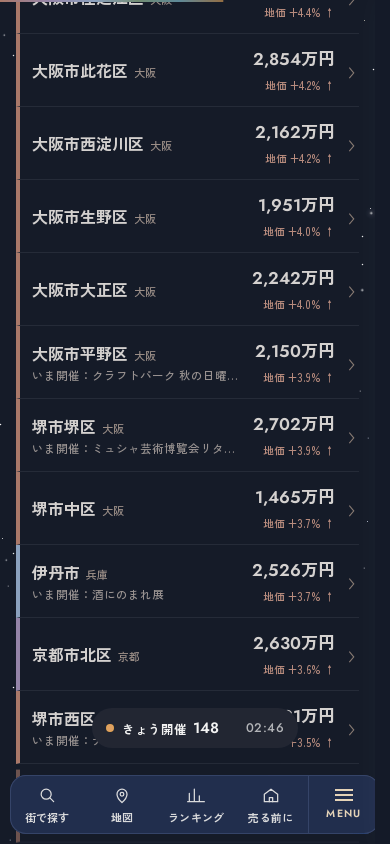 大阪
地価 +4.4% ↑
大阪市此花区 大阪
2,854万円
地価 +4.2% ↑
大阪市西淀川区 大阪
2,162万円
地価 +4.2% ↑
大阪市生野区 大阪
1,951万円
地価 +4.0% ↑
大阪市大正区 大阪
2,242万円
地価 +4.0% ↑
大阪市平野区 大阪
いま開催：クラフトパーク 秋の日曜…
2,150万円
地価 +3.9% ↑
堺市堺区 大阪
いま開催：ミュシャ芸術博覧会リタ…
2,702万円
地価 +3.9% ↑
堺市中区 大阪
1,465万円
地価 +3.7% ↑
伊丹市 兵庫
いま開催：酒にのまれ展
2,526万円
地価 +3.7% ↑
京都市北区 京都
2,630万円
地価 +3.6% ↑
堺市西区
いま開催：
1万円
+3.5% ↑
きょう開催 148 02:46
街で探す
地図
ランキング
売る前に
MENU